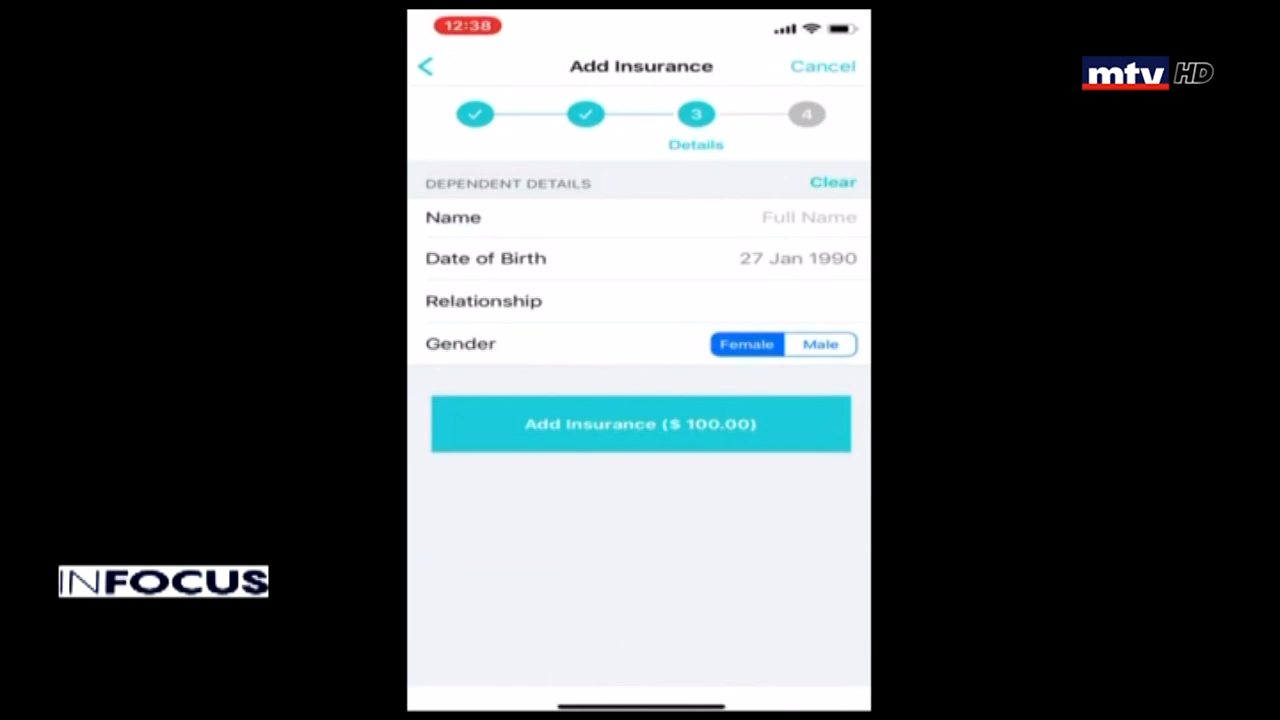 12:38
Add Insurance
Cancel
3
4
Details
DEPENDENT DETAILS
Clear
Name
Full Name
Date of Birth
27 Jan 1990
Relationship
Gender
Female
Male
Add Insurance ($ 100.00)
mtv HD
INFOCUS